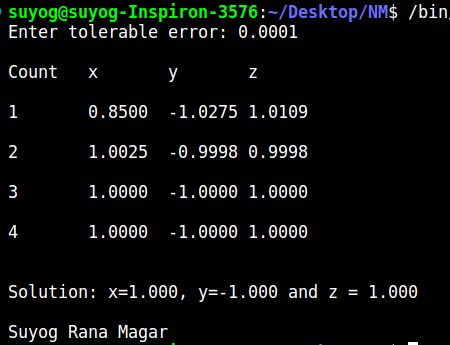 suyog@suyog-Inspiron-3576:~/Desktop/NM$ /bin
Enter tolerable error: 0.0001
Count x y z
1 0.8500 -1.0275 1.0109
2 1.0025 -0.9998 0.9998
3 1.0000 -1.0000 1.0000
4 1.0000 -1.0000 1.0000
Solution: x=1.000, y=-1.000 and z = 1.000
Suyog Rana Magar